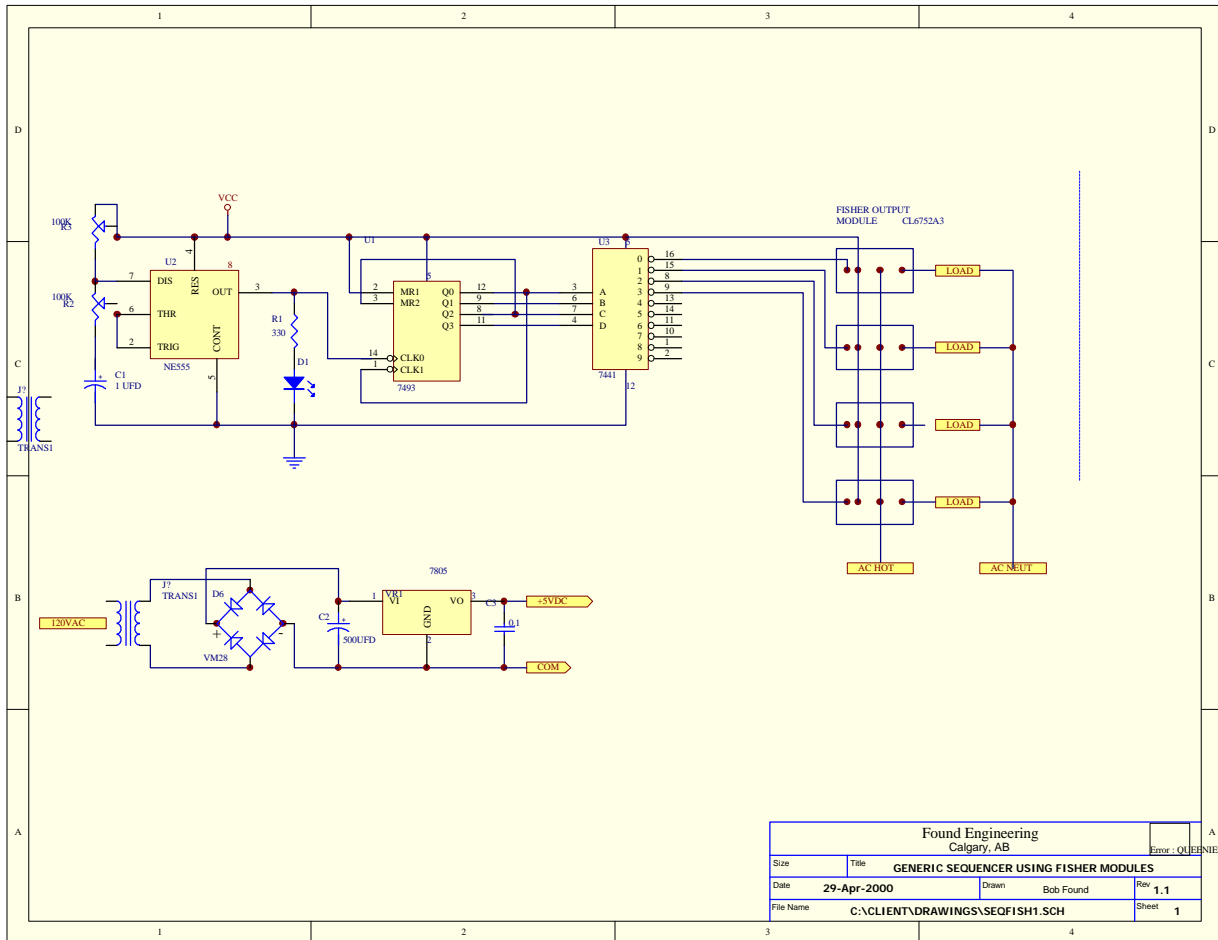 1 2 3 4
D D
VCC
FISHER OUTPUT
MODULE CL6752A3
100K
R3
U1
U3 5
4
U2 8
7 DIS RES OUT 3
100K
R2
6 THR
2 TRIG CONT
5
NE555
R1
330
D1
C1
1 UFD
+
5
2 MR1 Q0 12
3 MR2 Q1 9
Q2 8
Q3 11
14 CLK0
1 CLK1
7493
3 A
6 B
7 C
4 D
0 16
1 15
2 8
3 9
4 13
5 14
6 11
7 10
8 1
9 2
7441 12
LOAD
LOAD
LOAD
LOAD
C C
J?
TRANS1
AC HOT AC NEUT
B B
120VAC
J?
TRANS1
D6
+ -
VM28
C2
+
500UFD
7805
1 VR1 3
VI VO
GND
2
C3
0.1
+5VDC
COM
A A
Found Engineering
Calgary, AB
Error : QUEENIE
Size Title GENERIC SEQUENCER USING FISHER MODULES
Date 29-Apr-2000 Drawn Bob Found Rev 1.1
File Name C:\CLIENT\DRAWINGS\SEQFISH1.SCH Sheet 1
1 2 3 4